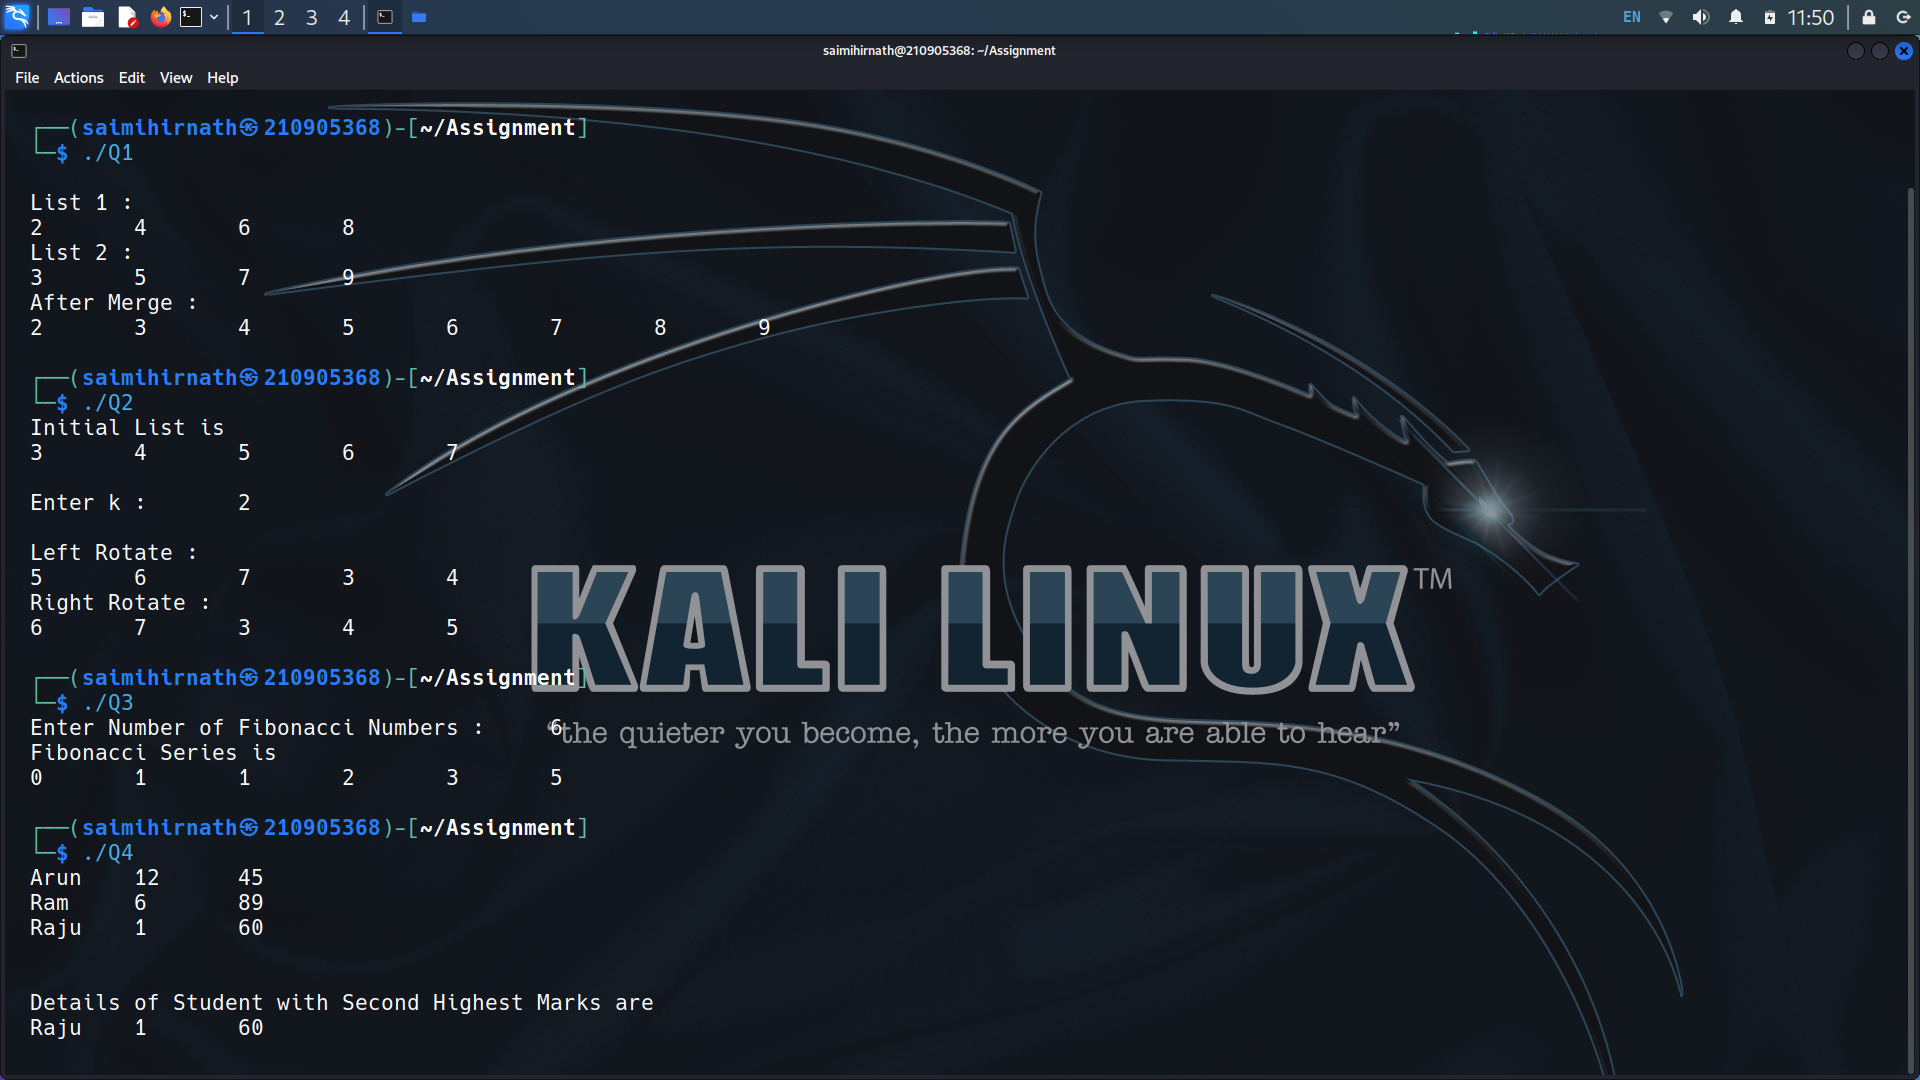 1 2 3 4 EN 11:50
saimihirnath@210905368: ~/Assignment
File Actions Edit View Help
┌──(saimihirnath㉿210905368)-[~/Assignment]
└─$ ./Q1
List 1 :
2 4 6 8
List 2 :
3 5 7 9
After Merge :
2 3 4 5 6 7 8 9
┌──(saimihirnath㉿210905368)-[~/Assignment]
└─$ ./Q2
Initial List is
3 4 5 6 7
Enter k : 2
Left Rotate :
5 6 7 3 4
Right Rotate :
6 7 3 4 5
┌──(saimihirnath㉿210905368)-[~/Assignment]
└─$ ./Q3
Enter Number of Fibonacci Numbers : 6
Fibonacci Series is
0 1 1 2 3 5
┌──(saimihirnath㉿210905368)-[~/Assignment]
└─$ ./Q4
Arun 12 45
Ram 6 89
Raju 1 60
Details of Student with Second Highest Marks are
Raju 1 60
KALI LINUX™
“the quieter you become, the more you are able to hear”